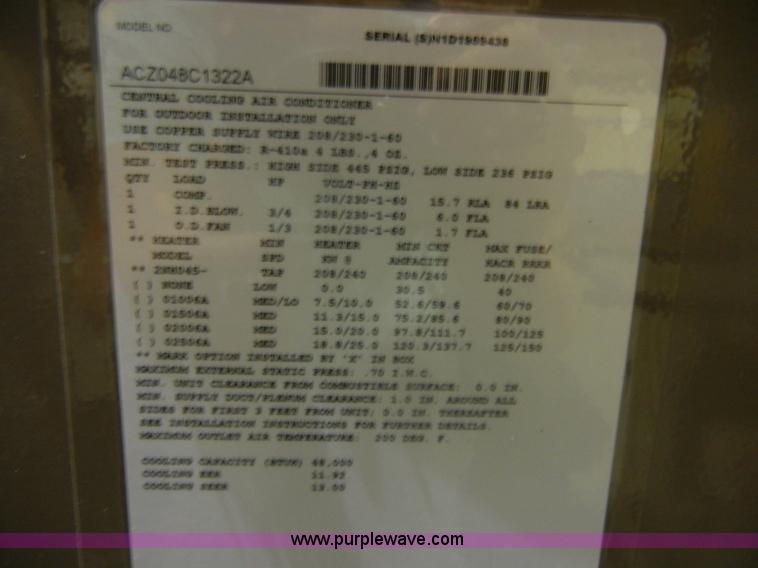 MODEL NO
SERIAL (S)N1D1959438
ACZ048C1322A
CENTRAL COOLING AIR CONDITIONER
FOR OUTDOOR INSTALLATION ONLY
USE COPPER SUPPLY WIRE 208/230-1-60
FACTORY CHARGED: R-410A 4 LBS.,4 OZ.
MIN. TEST PRESS.: HIGH SIDE 445 PSIG, LOW SIDE 236 PSIG
QTY LOAD HP VOLT-PH-HZ
1 COMP. 208/230-1-60 15.7 RLA 84 LRA
1 I.D.BLOW. 3/4 208/230-1-60 6.0 FLA
1 O.D.FAN 1/3 208/230-1-60 1.7 FLA
** HEATER MIN HEATER MIN CKT MAX FUSE/
MODEL SPD KW @ AMPACITY HACR BRKR
** 2NH045- TAP 208/240 208/240 208/240
( ) NONE LOW 0.0 30.5 40
( ) 01006A MED/LO 7.5/10.0 52.6/59.6 60/70
( ) 01506A MED 11.3/15.0 75.2/85.6 80/90
( ) 02006A MED 15.0/20.0 97.8/111.7 100/125
( ) 02506A MED 18.8/25.0 120.3/137.7 125/150
** MARK OPTION INSTALLED BY 'X' IN BOX
MAXIMUM EXTERNAL STATIC PRESS: .70 I.W.C.
MIN. UNIT CLEARANCE FROM COMBUSTIBLE SURFACE: 0.0 IN.
MIN. SUPPLY DUCT/PLENUM CLEARANCE: 1.0 IN. AROUND ALL
SIDES FOR FIRST 3 FEET FROM UNIT; 0.0 IN. THEREAFTER
SEE INSTALLATION INSTRUCTIONS FOR FURTHER DETAILS.
MAXIMUM OUTLET AIR TEMPERATURE: 200 DEG. F.
COOLING CAPACITY (BTUH) 48,000
COOLING EER 11.92
COOLING SEER 13.00
www.purplewave.com